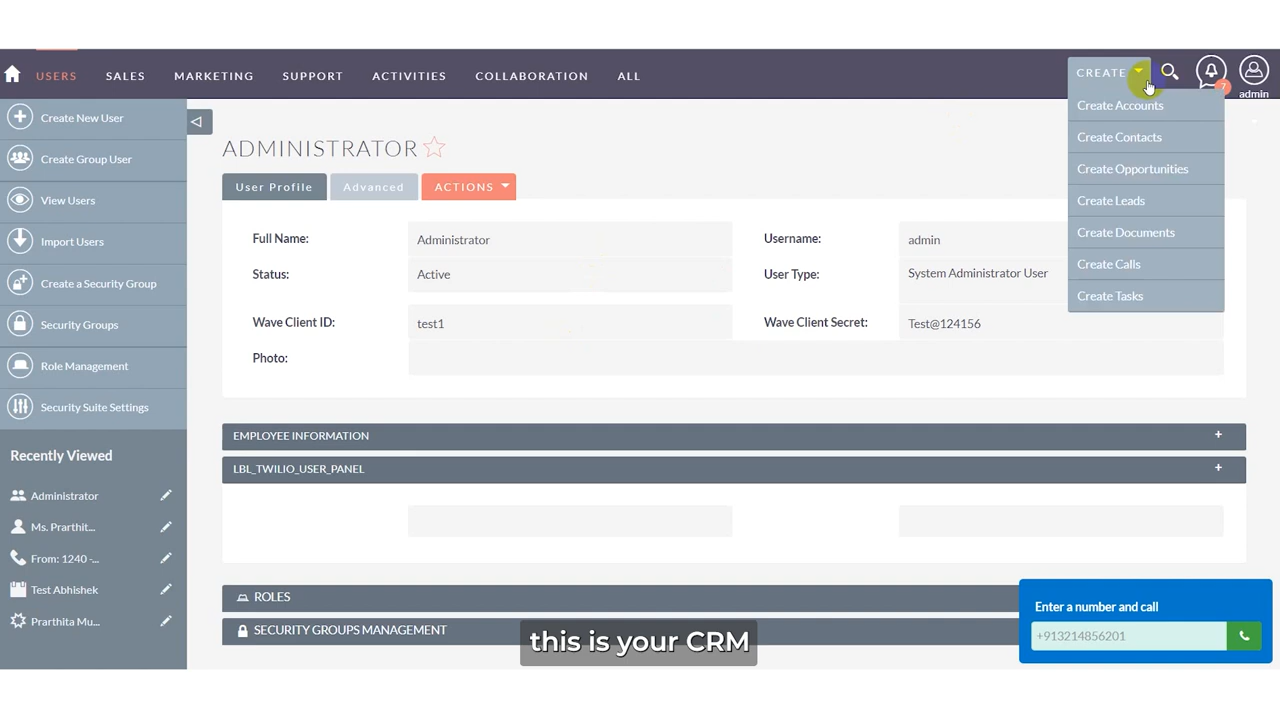 USERS SALES MARKETING SUPPORT ACTIVITIES COLLABORATION ALL CREATE 7 admin
Create Accounts
Create Contacts
Create Opportunities
Create Leads
Create Documents
Create Calls
Create Tasks
Create New User
Create Group User
View Users
Import Users
Create a Security Group
Security Groups
Role Management
Security Suite Settings
Recently Viewed
Administrator
Ms. Prarthit...
From: 1240 -...
Test Abhishek
Prarthita Mu...
ADMINISTRATOR
User Profile Advanced ACTIONS
Full Name: Administrator Username: admin
Status: Active User Type: System Administrator User
Wave Client ID: test1 Wave Client Secret: Test@124156
Photo:
EMPLOYEE INFORMATION +
LBL_TWILIO_USER_PANEL +
ROLES
SECURITY GROUPS MANAGEMENT
Enter a number and call
+913214856201
this is your CRM